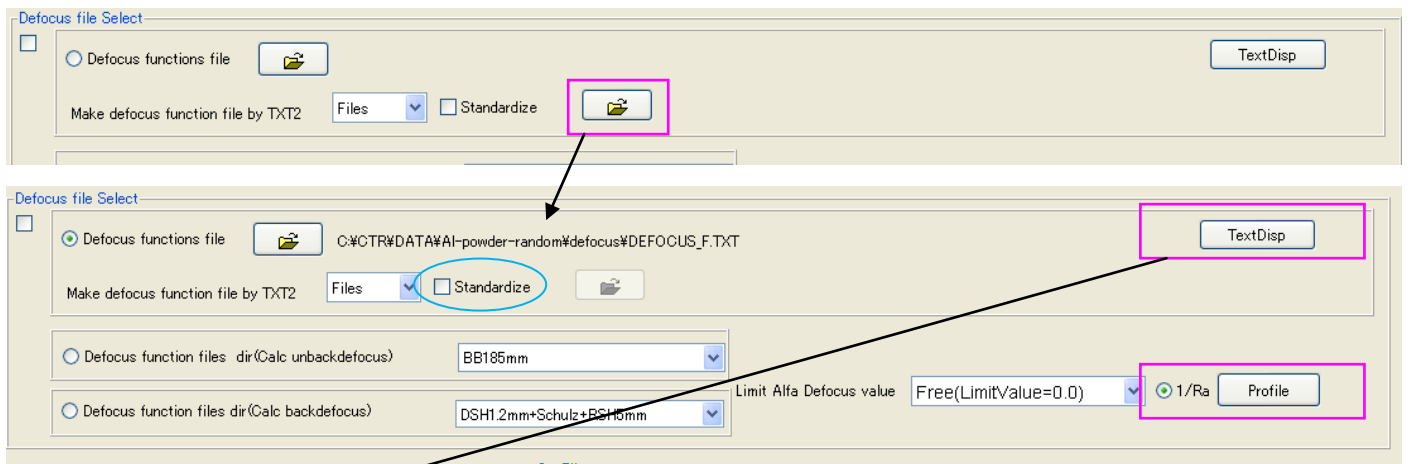 Defocus file Select
Defocus functions file
TextDisp
Make defocus function file by TXT2 Files Standardize
Defocus file Select
Defocus functions file C:¥CTR¥DATA¥Al-powder-random¥defocus¥DEFOCUS_F.TXT TextDisp
Make defocus function file by TXT2 Files Standardize
Defocus function files dir(Calc unbackdefocus) BB185mm
Limit Alfa Defocus value Free(LimitValue=0.0) 1/Ra Profile
Defocus function files dir(Calc backdefocus) DSH1.2mm+Schulz+RSH5mm